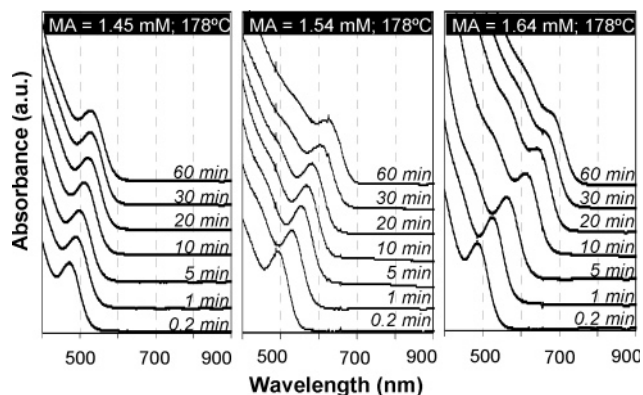 MA = 1.45 mM; 178ºC
MA = 1.54 mM; 178ºC
MA = 1.64 mM; 178ºC
Absorbance (a.u.)
60 min
30 min
20 min
10 min
5 min
1 min
0.2 min
60 min
30 min
20 min
10 min
5 min
1 min
0.2 min
60 min
30 min
20 min
10 min
5 min
1 min
0.2 min
500 700 900
500 700 900
500 700 900
Wavelength (nm)